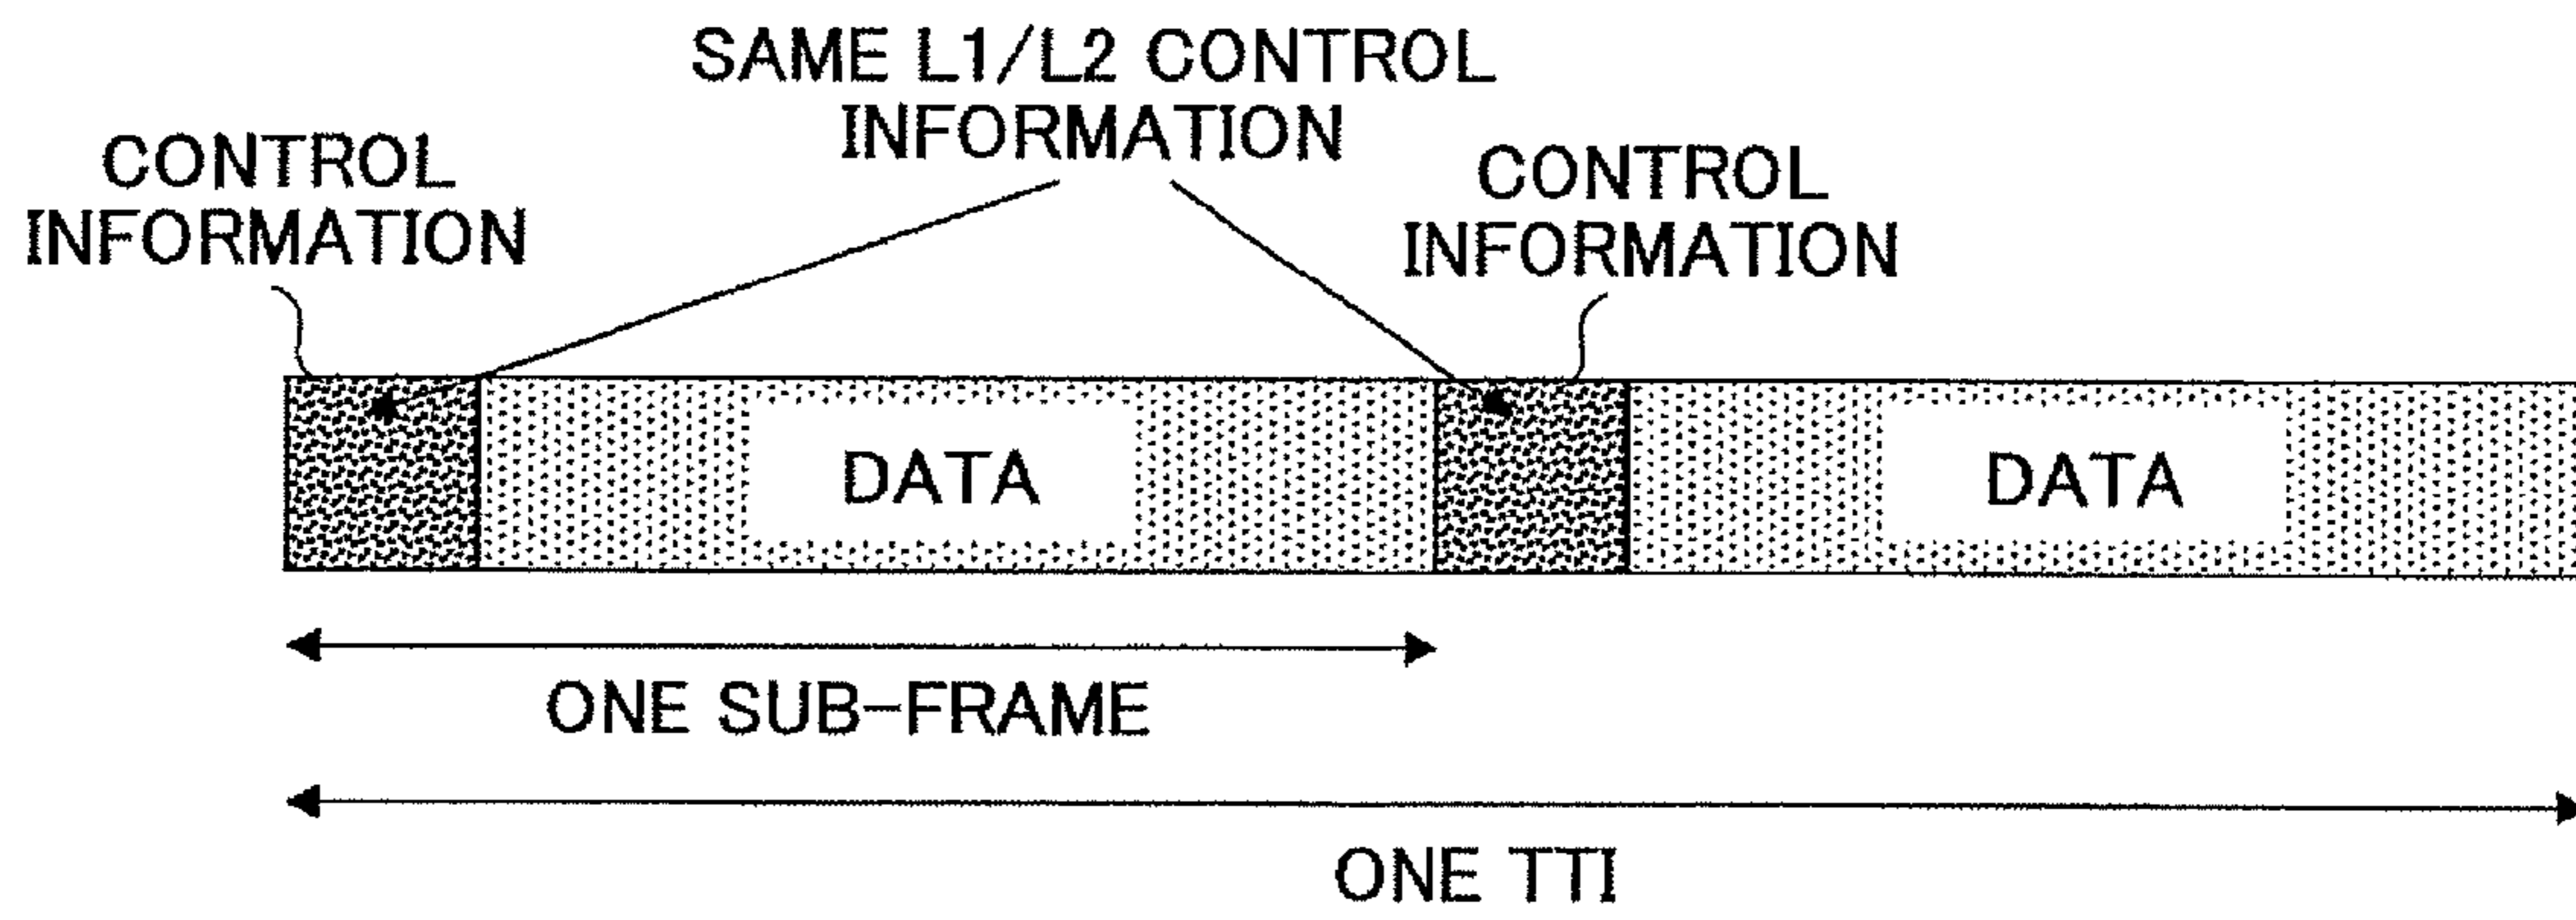 SAME L1/L2 CONTROL
INFORMATION
CONTROL
INFORMATION
CONTROL
INFORMATION
DATA
DATA
ONE SUB-FRAME
ONE TTI